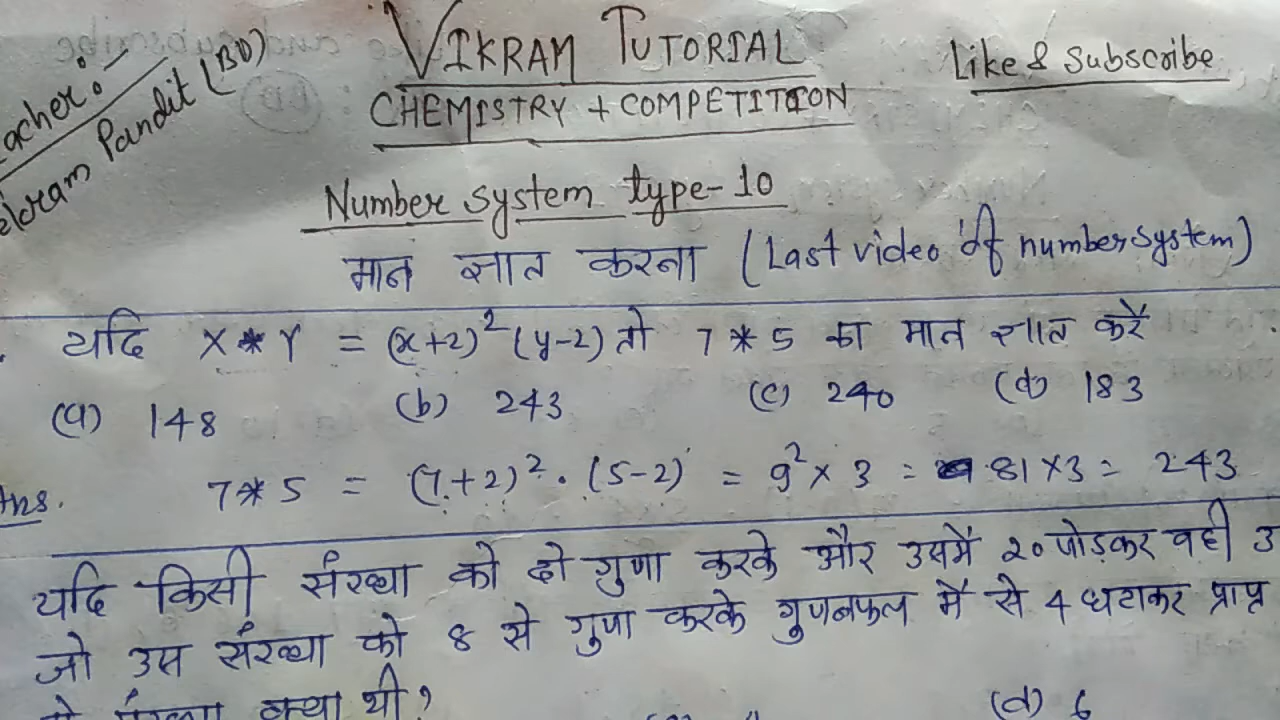 VIKRAM TUTORIAL
Like & Subscribe
Pandit (BD)
CHEMISTRY + COMPETITION
Number system type-10
मान ज्ञात करना (Last video of number system)
यदि X * Y = (x+2)² (y-2) तो 7 * 5 का मान ज्ञात करें
(a) 148 (b) 243 (c) 240 (d) 183
Ans. 7 * 5 = (7+2)² . (5-2) = 9² × 3 = 81 × 3 = 243
यदि किसी संख्या को दो गुणा करके और उसमें 20 जोड़कर वही
जो उस संख्या को 8 से गुणा करके गुणनफल में से 4 घटाकर प्राप्त
क्या थी?
(d) 6